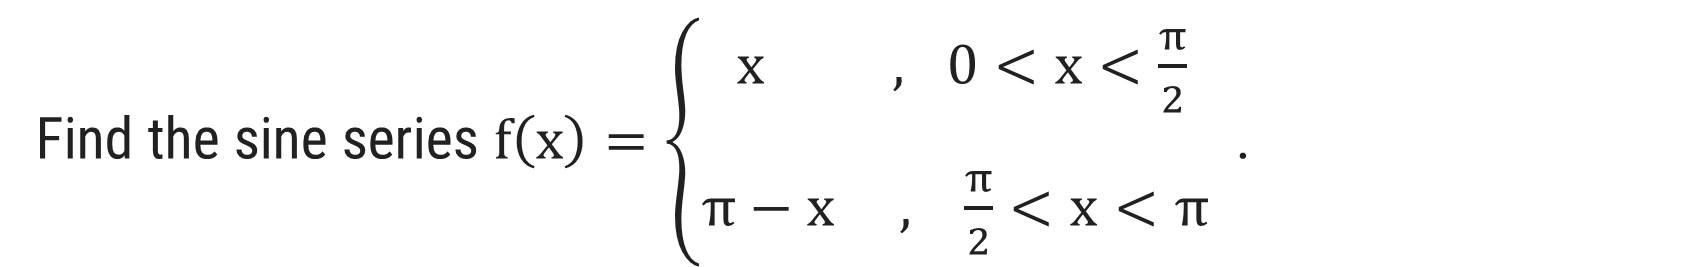 Find the sine series f(x) = { x , 0 < x < π/2
π − x , π/2 < x < π .